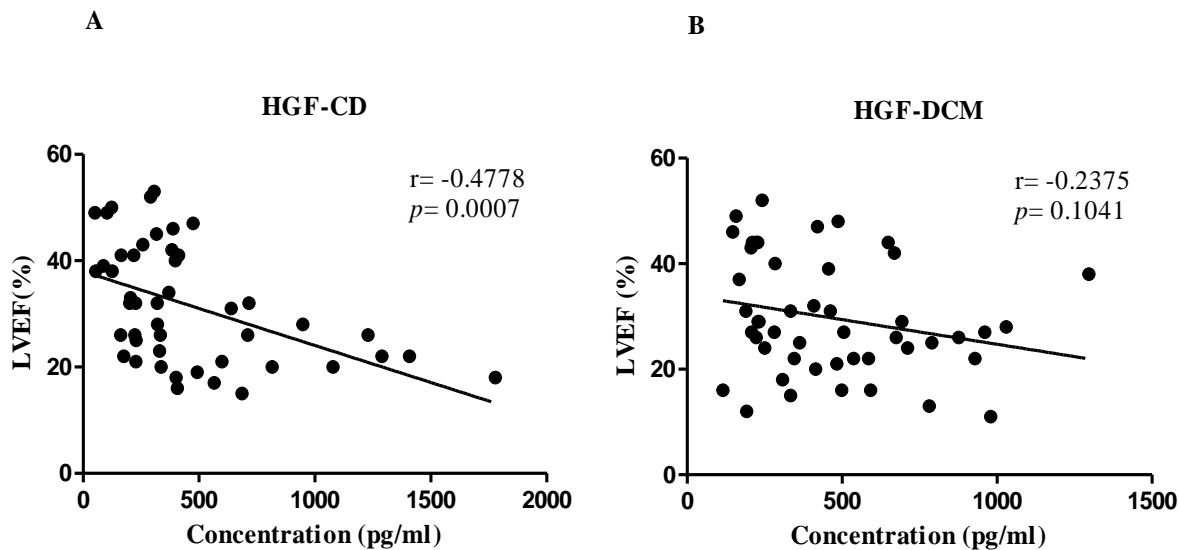 A
HGF-CD
r= -0.4778
p= 0.0007
LVEF(%)
60
40
20
0
0 500 1000 1500 2000
Concentration (pg/ml)
B
HGF-DCM
r= -0.2375
p= 0.1041
LVEF (%)
60
40
20
0
0 500 1000 1500
Concentration (pg/ml)